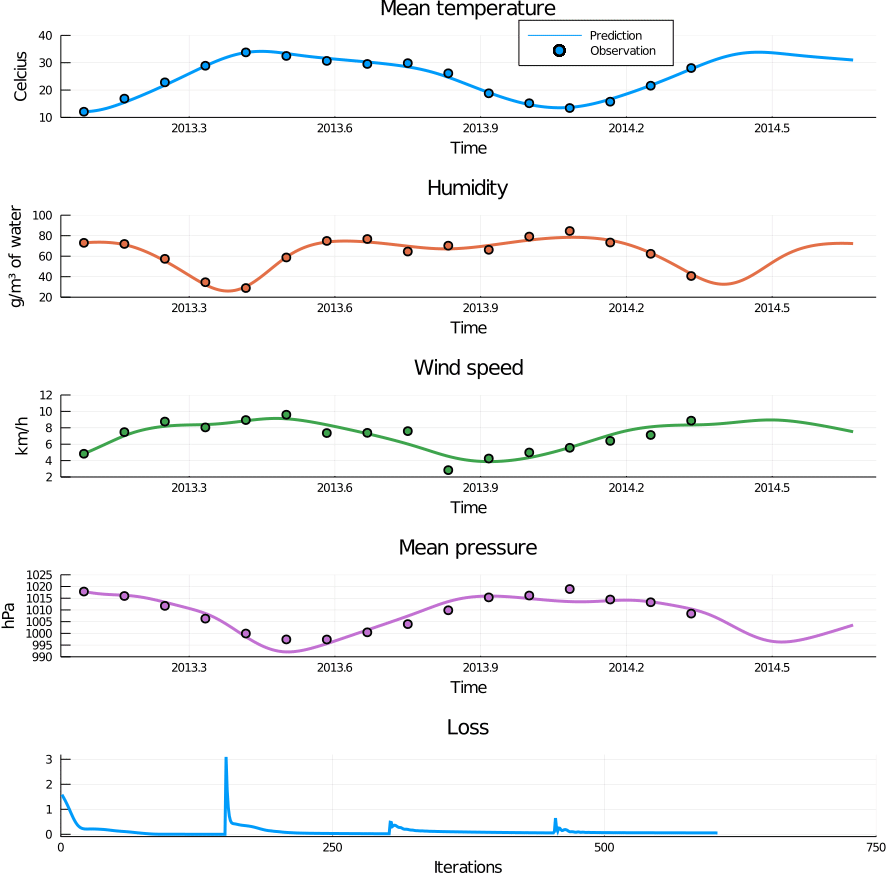 Mean temperature
Prediction
Observation
40
30
20
10
Celcius
2013.3 2013.6 2013.9 2014.2 2014.5
Time
Humidity
100
80
60
40
20
g/m³ of water
2013.3 2013.6 2013.9 2014.2 2014.5
Time
Wind speed
12
10
8
6
4
2
km/h
2013.3 2013.6 2013.9 2014.2 2014.5
Time
Mean pressure
1025
1020
1015
1010
1005
1000
995
990
hPa
2013.3 2013.6 2013.9 2014.2 2014.5
Time
Loss
3
2
1
0
0 250 500 750
Iterations